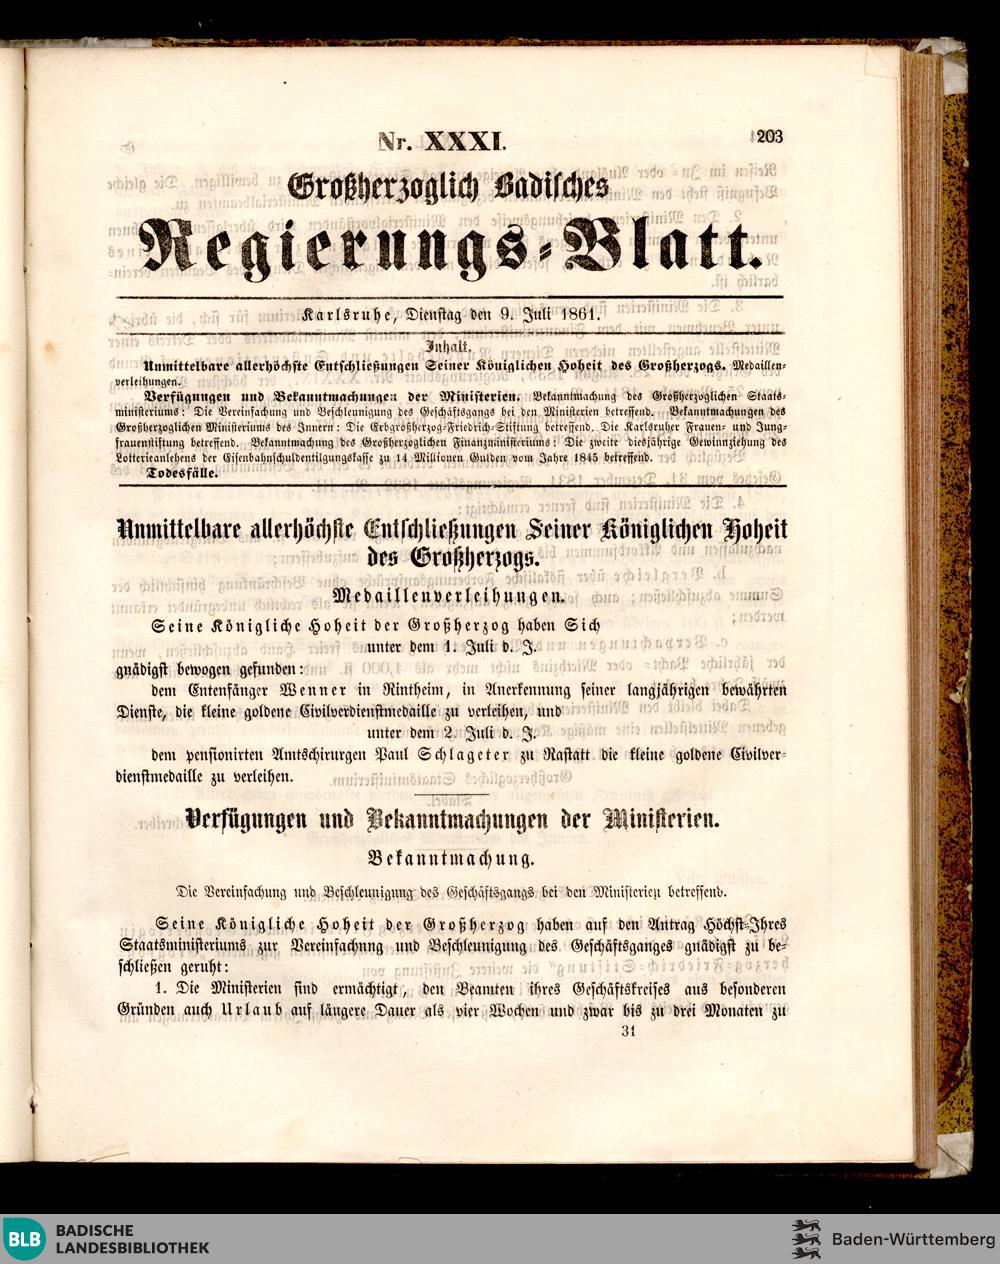 Nr. XXXI.
203
Großherzoglich Badisches
Regierungs-Blatt.
Karlsruhe, Dienstag den 9. Juli 1861.
Inhalt.
Unmittelbare allerhöchste Entschließungen Seiner Königlichen Hoheit des Großherzogs. Medaillen-
verleihungen.
Verfügungen und Bekanntmachungen der Ministerien. Bekanntmachung des Großherzoglichen Staats-
ministeriums: Die Vereinfachung und Beschleunigung des Geschäftsgangs bei den Ministerien betreffend. Bekanntmachungen des
Großherzoglichen Ministeriums des Innern: Die Erbgroßherzog-Friedrich-Stiftung betreffend. Die Karlsruher Frauen- und Jung-
frauenstiftung betreffend. Bekanntmachung des Großherzoglichen Finanzministeriums: Die zweite diesjährige Gewinnziehung des
Lotterieanlehens der Eisenbahnschuldentilgungskasse zu 14 Millionen Gulden vom Jahre 1845 betreffend.
Todesfälle.
Unmittelbare allerhöchste Entschließungen Seiner Königlichen Hoheit
des Großherzogs.
Medaillenverleihungen.
Seine Königliche Hoheit der Großherzog haben Sich
unter dem 1. Juli d. J.
gnädigst bewogen gefunden:
dem Entenfänger Wenner in Rintheim, in Anerkennung seiner langjährigen bewährten
Dienste, die kleine goldene Civilverdienstmedaille zu verleihen, und
unter dem 2. Juli d. J.
dem pensionirten Amtschirurgen Paul Schlageter zu Rastatt die kleine goldene Civilver-
dienstmedaille zu verleihen.
Verfügungen und Bekanntmachungen der Ministerien.
Bekanntmachung.
Die Vereinfachung und Beschleunigung des Geschäftsgangs bei den Ministerien betreffend.
Seine Königliche Hoheit der Großherzog haben auf den Antrag Höchst-Ihres
Staatsministeriums zur Vereinfachung und Beschleunigung des Geschäftsganges gnädigst zu be-
schließen geruht:
1. Die Ministerien sind ermächtigt, den Beamten ihres Geschäftskreises aus besonderen
Gründen auch Urlaub auf längere Dauer als vier Wochen und zwar bis zu drei Monaten zu
31
BLB BADISCHE
LANDESBIBLIOTHEK
Baden-Württemberg